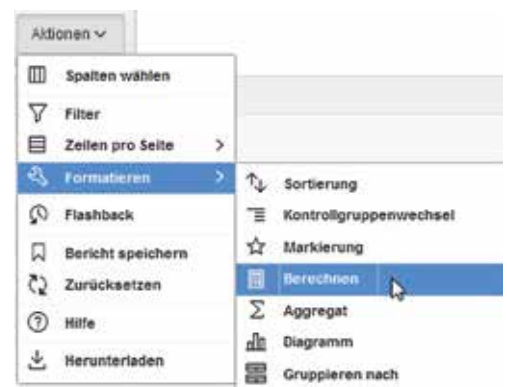 Aktionen
Spalten wählen
Filter
Zeilen pro Seite
Formatieren
Flashback
Bericht speichern
Zurücksetzen
Hilfe
Herunterladen
Sortierung
Kontrollgruppenwechsel
Markierung
Berechnen
Aggregat
Diagramm
Gruppieren nach